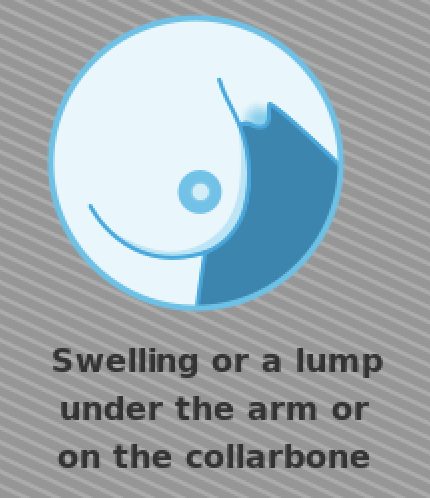 Swelling or a lump
under the arm or
on the collarbone